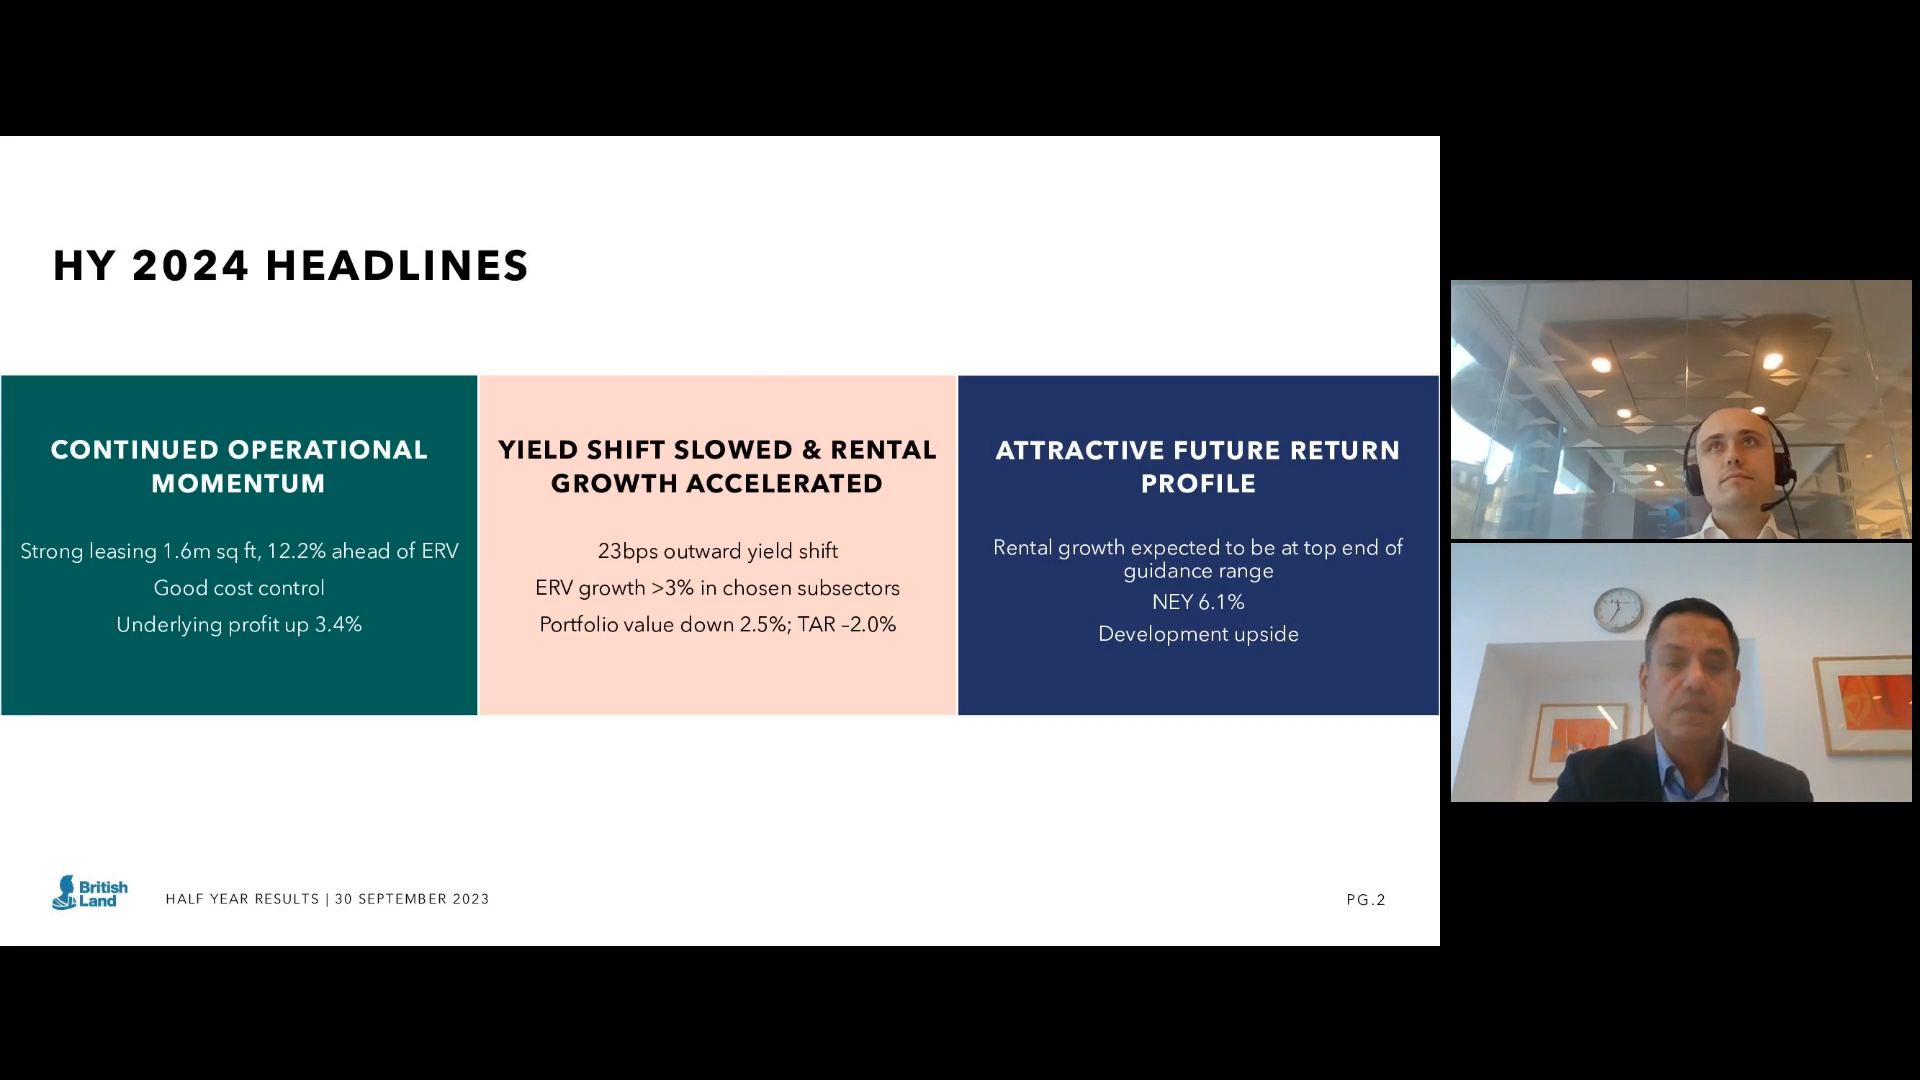 HY 2024 HEADLINES
CONTINUED OPERATIONAL
MOMENTUM
Strong leasing 1.6m sq ft, 12.2% ahead of ERV
Good cost control
Underlying profit up 3.4%
YIELD SHIFT SLOWED & RENTAL
GROWTH ACCELERATED
23bps outward yield shift
ERV growth >3% in chosen subsectors
Portfolio value down 2.5%; TAR –2.0%
ATTRACTIVE FUTURE RETURN
PROFILE
Rental growth expected to be at top end of
guidance range
NEY 6.1%
Development upside
British
Land
HALF YEAR RESULTS | 30 SEPTEMBER 2023
PG.2